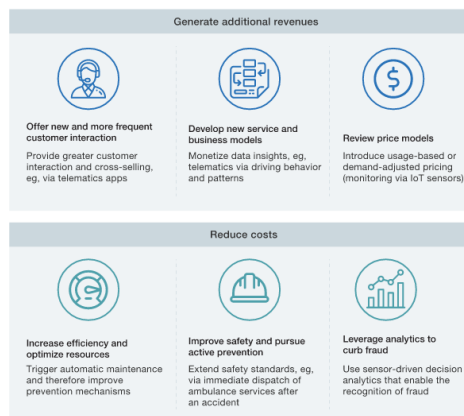 Generate additional revenues
Offer new and more frequent
customer interaction
Provide greater customer
interaction and cross-selling,
eg, via telematics apps
Develop new service and
business models
Monetize data insights, eg,
telematics via driving behavior
and patterns
Review price models
Introduce usage-based or
demand-adjusted pricing
(monitoring via IoT sensors)
Reduce costs
Increase efficiency and
optimize resources
Trigger automatic maintenance
and therefore improve
prevention mechanisms
Improve safety and pursue
active prevention
Extend safety standards, eg,
via immediate dispatch of
ambulance services after
an accident
Leverage analytics to
curb fraud
Use sensor-driven decision
analytics that enable the
recognition of fraud